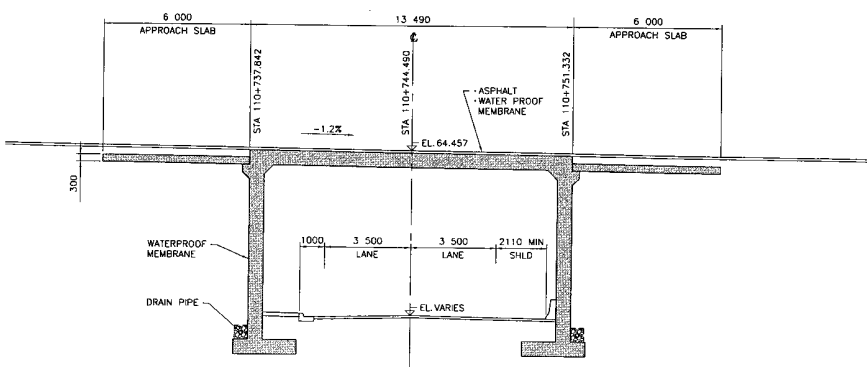 6 000
APPROACH SLAB
13 490
6 000
APPROACH SLAB
℄
STA 110+737.842
STA 110+744.490
STA 110+751.332
- ASPHALT
- WATER PROOF
MEMBRANE
-1.2%
EL.64.457
300
1000
3 500
LANE
3 500
LANE
2110 MIN
SHLD
WATERPROOF
MEMBRANE
DRAIN PIPE
EL.VARIES